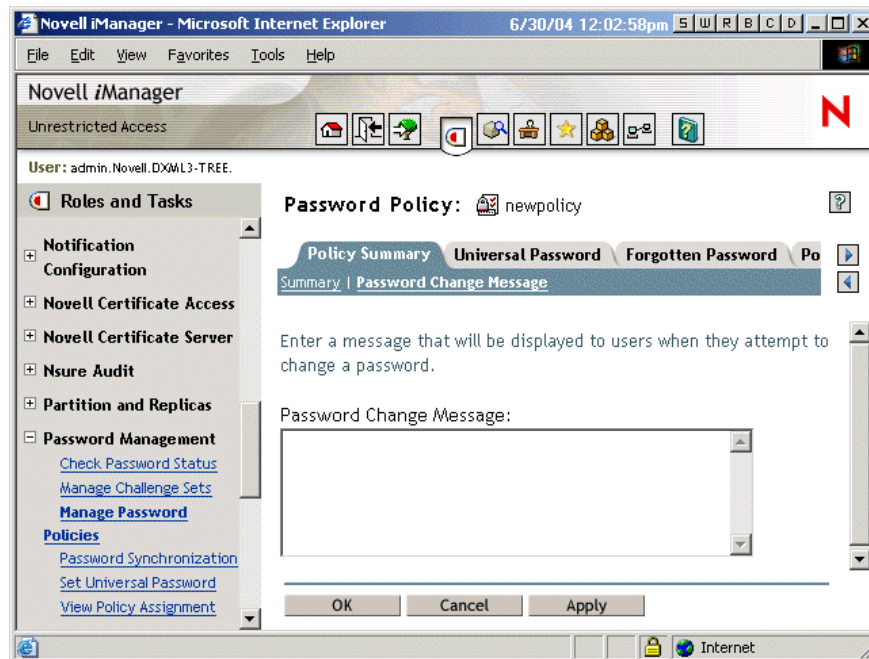 Novell iManager - Microsoft Internet Explorer 6/30/04 12:02:58pm S W R B C D
File Edit View Favorites Tools Help
Novell iManager
Unrestricted Access
N
User: admin.Novell.DXML3-TREE.
Roles and Tasks
Notification
Configuration
Novell Certificate Access
Novell Certificate Server
Nsure Audit
Partition and Replicas
Password Management
Check Password Status
Manage Challenge Sets
Manage Password
Policies
Password Synchronization
Set Universal Password
View Policy Assignment
Password Policy: newpolicy ?
Policy Summary Universal Password Forgotten Password Po
Summary | Password Change Message
Enter a message that will be displayed to users when they attempt to
change a password.
Password Change Message:
OK Cancel Apply
Internet